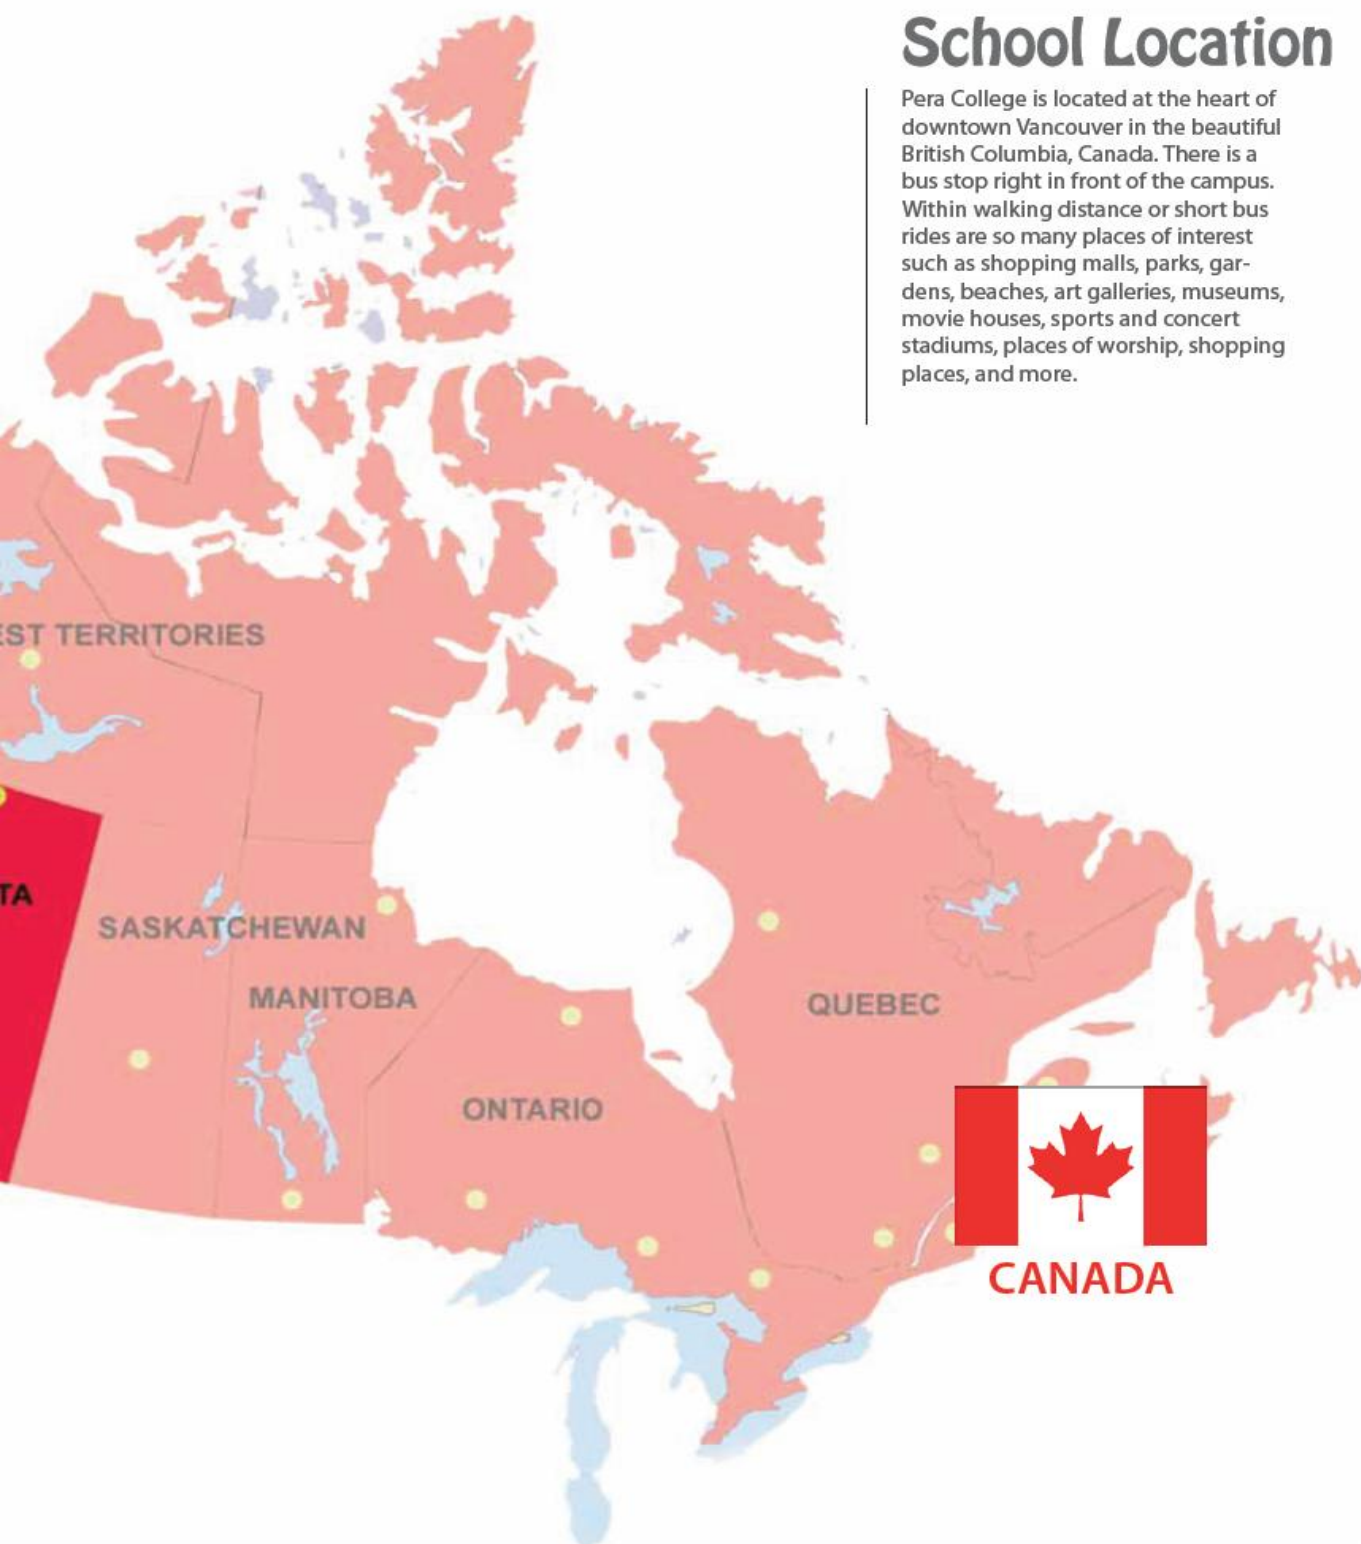 School Location
Pera College is located at the heart of
downtown Vancouver in the beautiful
British Columbia, Canada. There is a
bus stop right in front of the campus.
Within walking distance or short bus
rides are so many places of interest
such as shopping malls, parks, gar-
dens, beaches, art galleries, museums,
movie houses, sports and concert
stadiums, places of worship, shopping
places, and more.
EST TERRITORIES
TA
SASKATCHEWAN
MANITOBA
QUEBEC
ONTARIO
CANADA